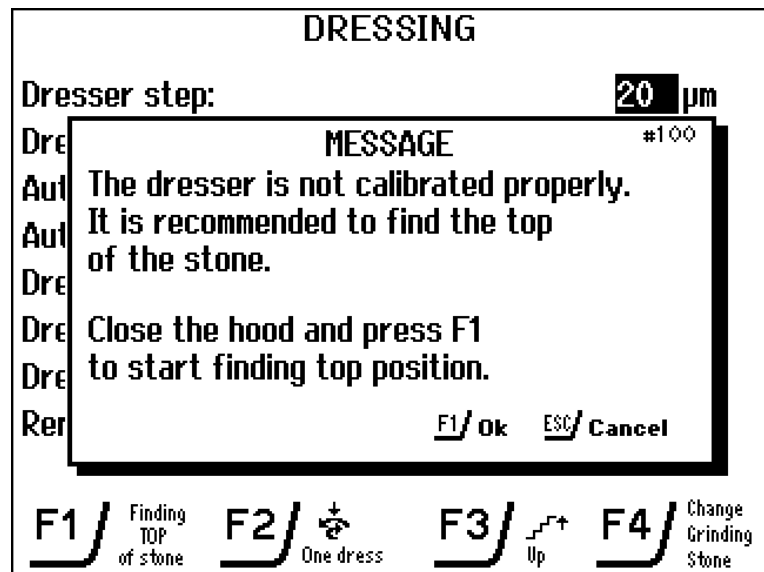 DRESSING
Dresser step: 20 µm
Dre
MESSAGE #100
Aut
The dresser is not calibrated properly.
Aut
It is recommended to find the top
of the stone.
Dre
Dre
Close the hood and press F1
Dre
to start finding top position.
Rer
F1 Ok ESC Cancel
F1 Finding
TOP
of stone
F2 One dress
F3 Up
F4 Change
Grinding
Stone